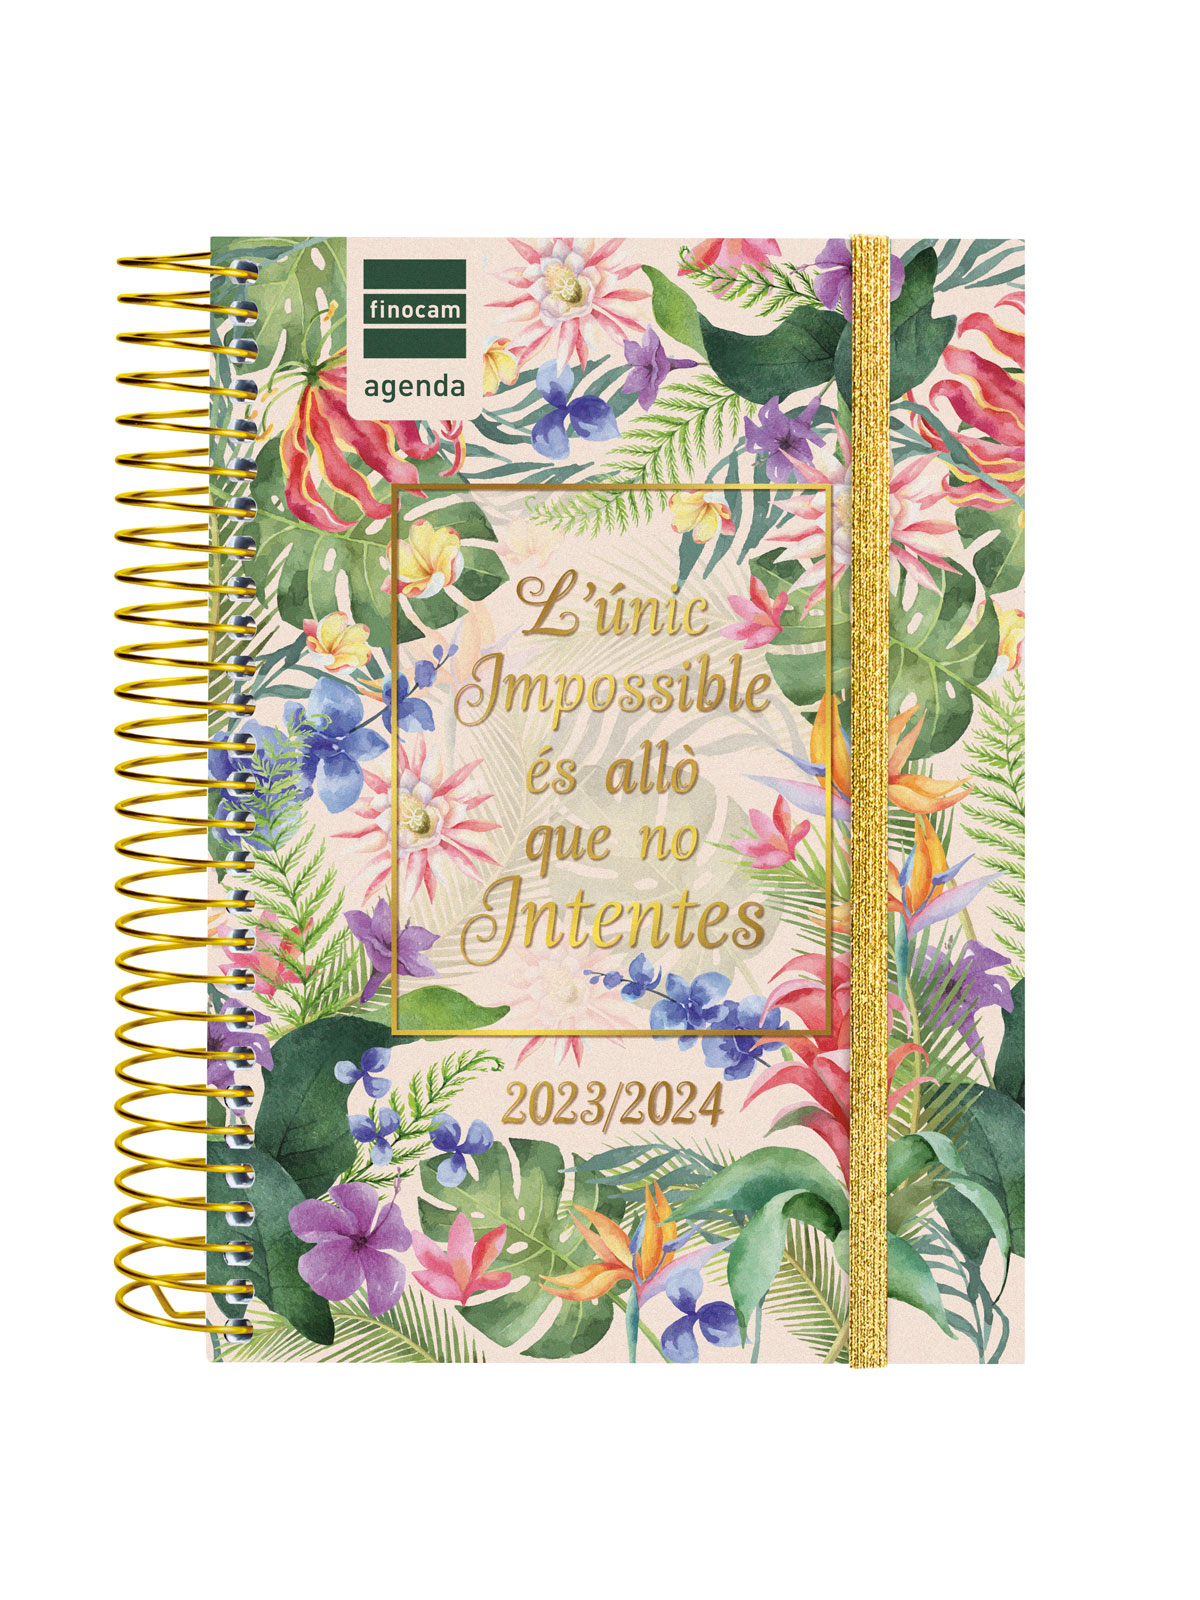 finocam
agenda
L'únic
Impossible
és allò
que no
Intentes
2023/2024